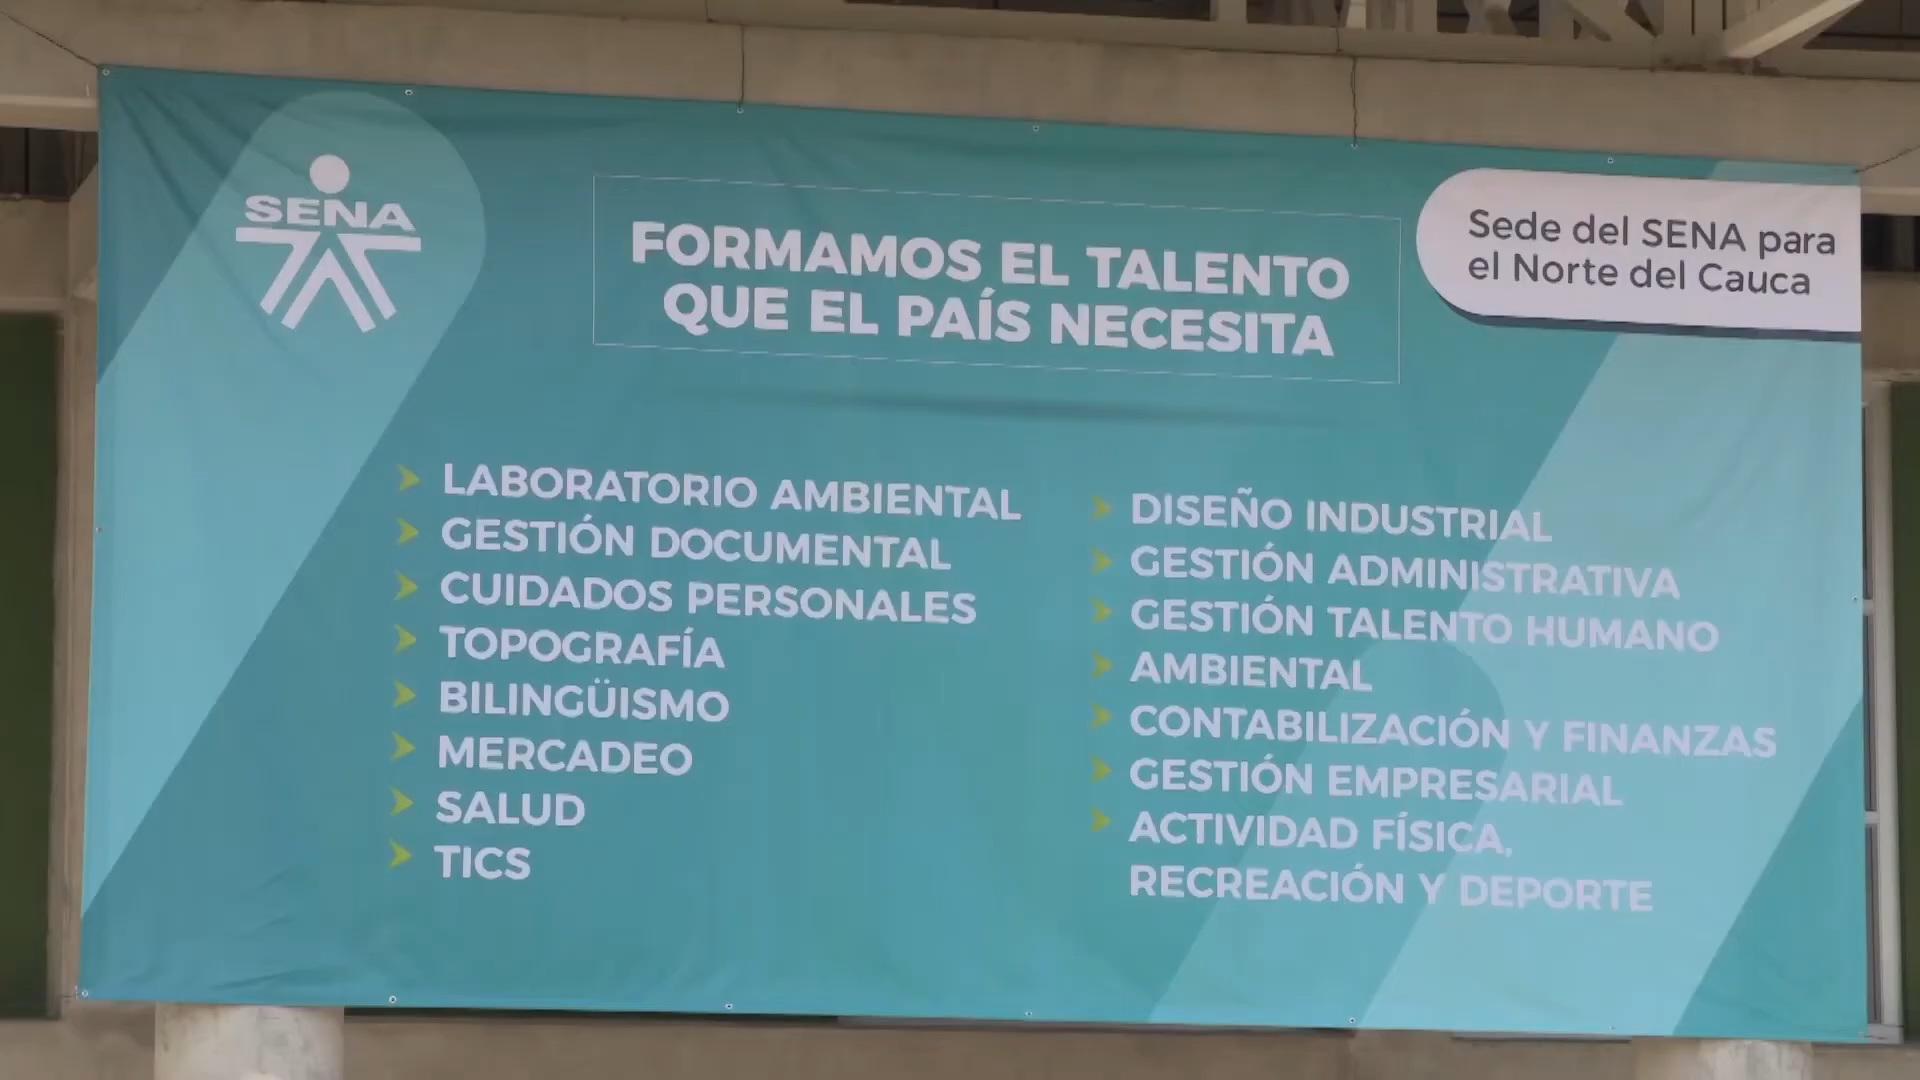 SENA
FORMAMOS EL TALENTO
QUE EL PAÍS NECESITA
Sede del SENA para
el Norte del Cauca
LABORATORIO AMBIENTAL
GESTIÓN DOCUMENTAL
CUIDADOS PERSONALES
TOPOGRAFÍA
BILINGÜISMO
MERCADEO
SALUD
TICS
DISEÑO INDUSTRIAL
GESTIÓN ADMINISTRATIVA
GESTIÓN TALENTO HUMANO
AMBIENTAL
CONTABILIZACIÓN Y FINANZAS
GESTIÓN EMPRESARIAL
ACTIVIDAD FÍSICA,
RECREACIÓN Y DEPORTE